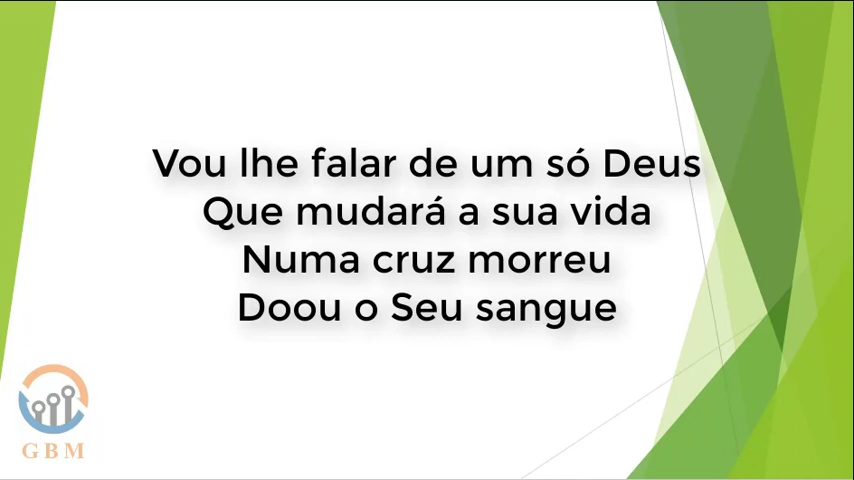 Vou lhe falar de um só Deus
Que mudará a sua vida
Numa cruz morreu
Doou o Seu sangue
GBM